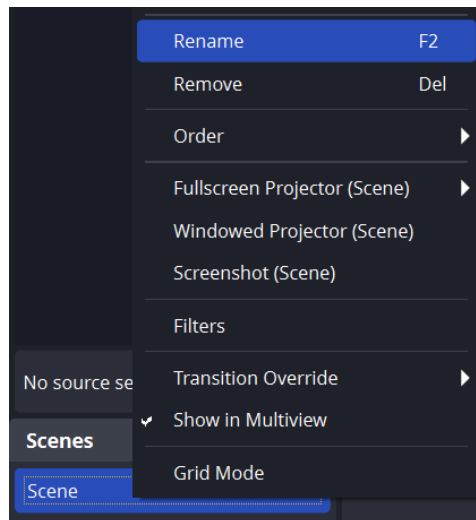 Rename F2
Remove Del
Order
Fullscreen Projector (Scene)
Windowed Projector (Scene)
Screenshot (Scene)
Filters
Transition Override
Show in Multiview
Grid Mode
No source se
Scenes
Scene